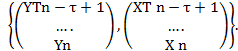 {(YTn − τ + 1), (XT n − τ + 1)}.
…. ….
Yn X n